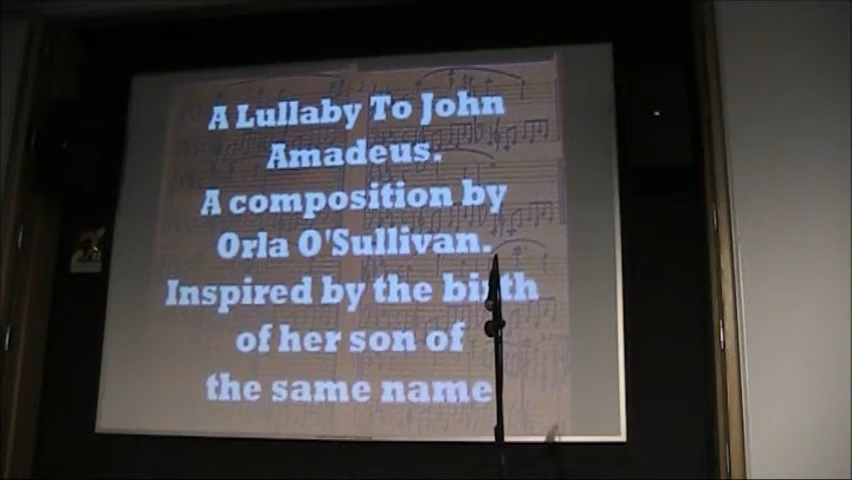 A Lullaby To John
Amadeus.
A composition by
Orla O'Sullivan.
Inspired by the birth
of her son of
the same name